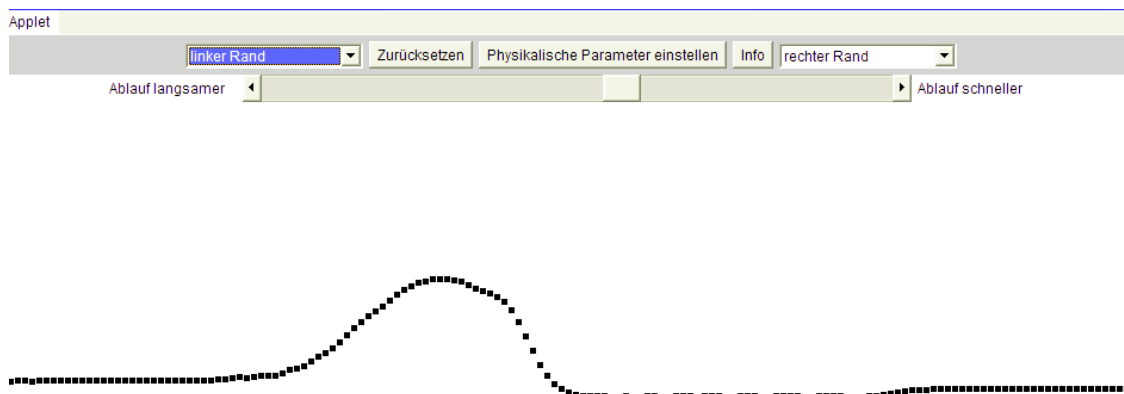 Applet
linker Rand Zurücksetzen Physikalische Parameter einstellen Info rechter Rand
Ablauf langsamer Ablauf schneller